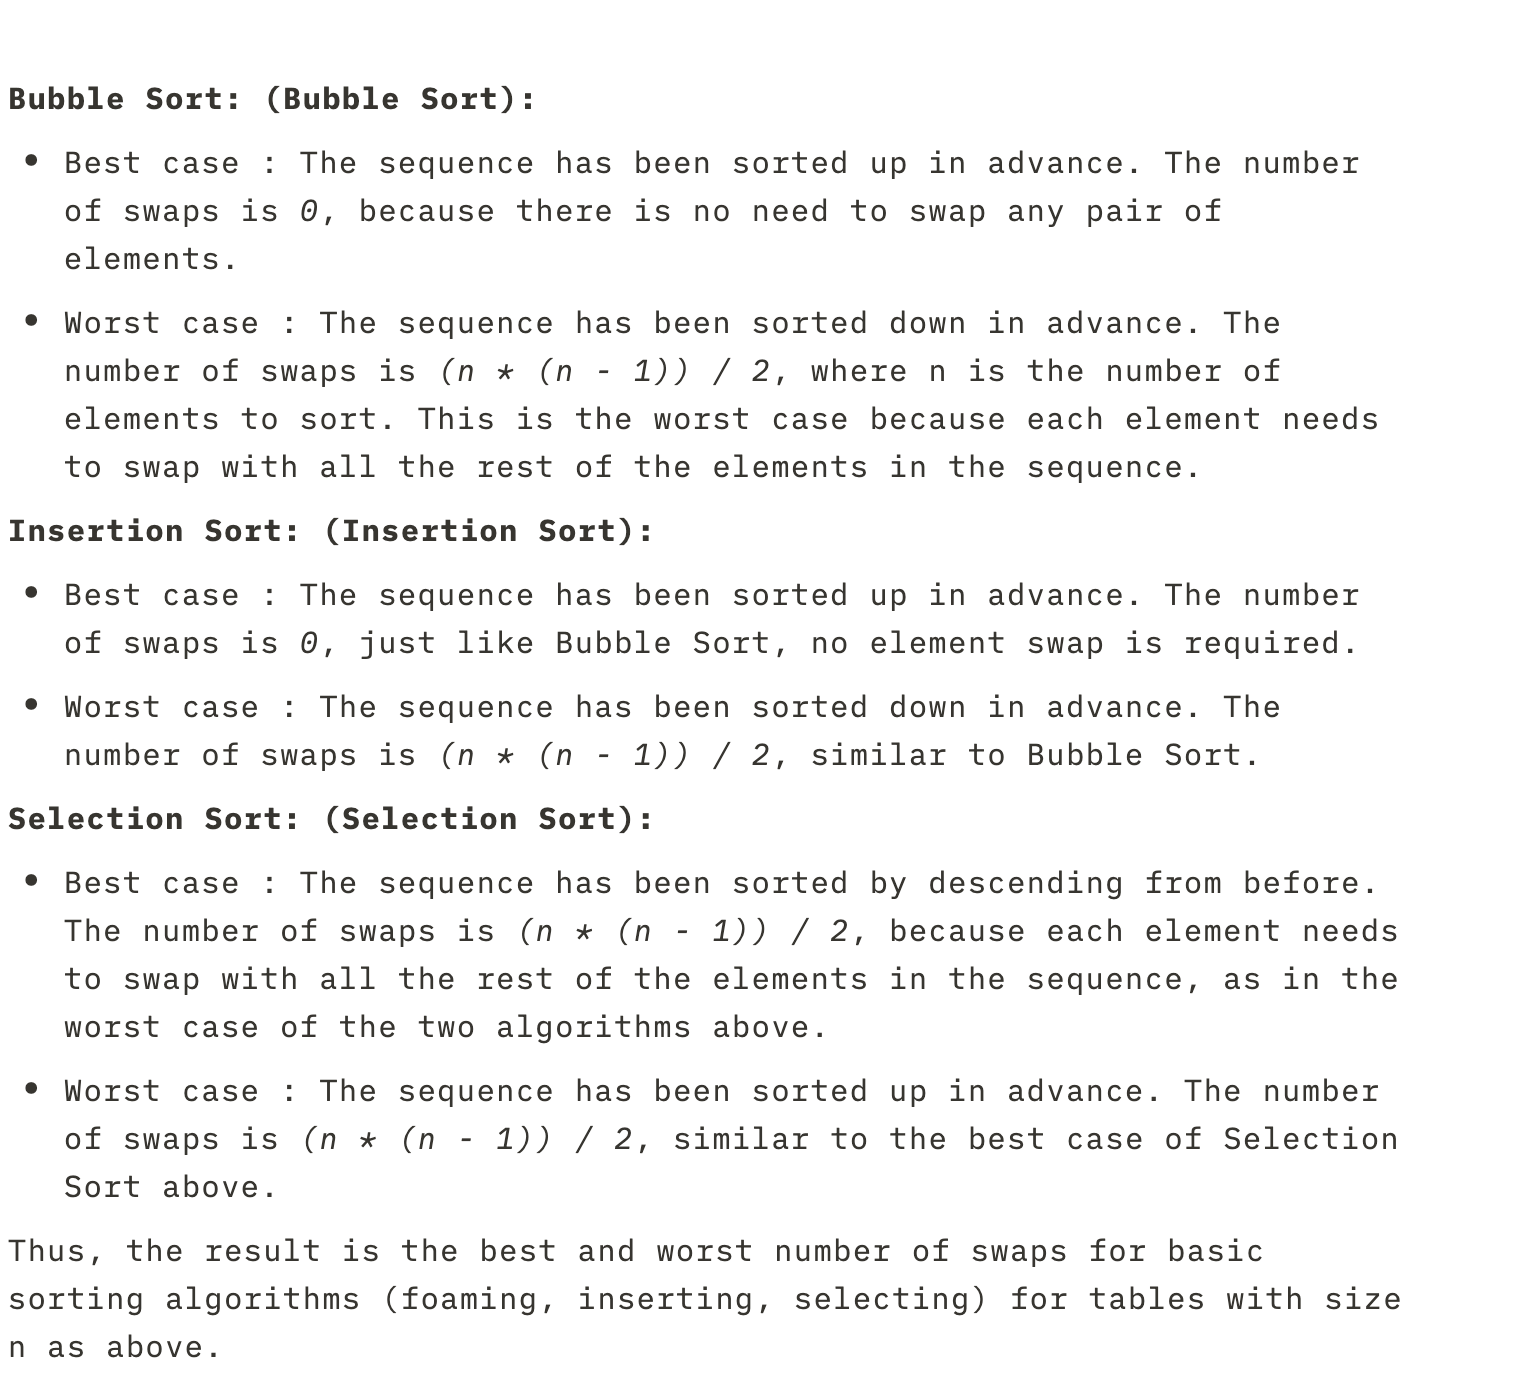 Bubble Sort: (Bubble Sort):
Best case : The sequence has been sorted up in advance. The number
of swaps is 0, because there is no need to swap any pair of
elements.
Worst case : The sequence has been sorted down in advance. The
number of swaps is (n * (n - 1)) / 2, where n is the number of
elements to sort. This is the worst case because each element needs
to swap with all the rest of the elements in the sequence.
Insertion Sort: (Insertion Sort):
Best case : The sequence has been sorted up in advance. The number
of swaps is 0, just like Bubble Sort, no element swap is required.
Worst case : The sequence has been sorted down in advance. The
number of swaps is (n * (n - 1)) / 2, similar to Bubble Sort.
Selection Sort: (Selection Sort):
Best case : The sequence has been sorted by descending from before.
The number of swaps is (n * (n - 1)) / 2, because each element needs
to swap with all the rest of the elements in the sequence, as in the
worst case of the two algorithms above.
Worst case : The sequence has been sorted up in advance. The number
of swaps is (n * (n - 1)) / 2, similar to the best case of Selection
Sort above.
Thus, the result is the best and worst number of swaps for basic
sorting algorithms (foaming, inserting, selecting) for tables with size
n as above.